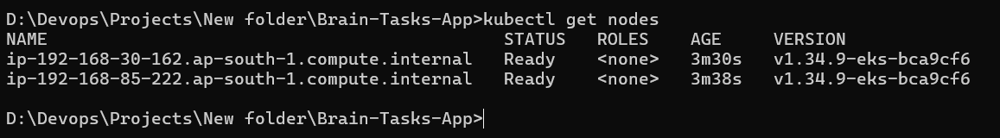 D:\Devops\Projects\New folder\Brain-Tasks-App>kubectl get nodes
NAME STATUS ROLES AGE VERSION
ip-192-168-30-162.ap-south-1.compute.internal Ready <none> 3m30s v1.34.9-eks-bca9cf6
ip-192-168-85-222.ap-south-1.compute.internal Ready <none> 3m38s v1.34.9-eks-bca9cf6
D:\Devops\Projects\New folder\Brain-Tasks-App>